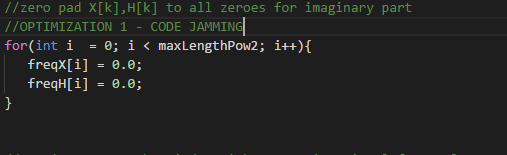 //zero pad X[k],H[k] to all zeroes for imaginary part
//OPTIMIZATION 1 - CODE JAMMING
for(int i  = 0; i < maxLengthPow2; i++){
   freqX[i] = 0.0;
   freqH[i] = 0.0;
}